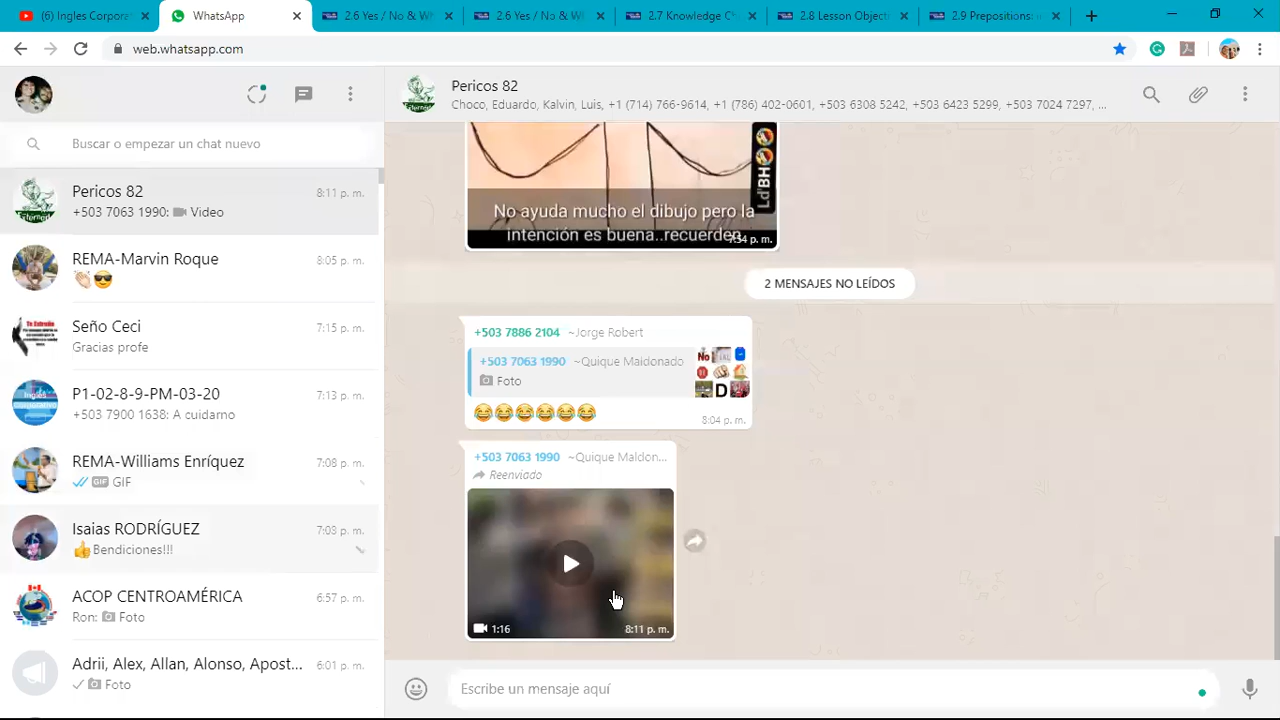 (6) Ingles Corporat
WhatsApp
2.6 Yes / No & Wh
2.6 Yes / No & W
2.7 Knowledge C
2.8 Lesson Objecti
2.9 Prepositions: i
web.whatsapp.com
Buscar o empezar un chat nuevo
Pericos 82
8:11 p. m.
+503 7063 1990: Video
REMA-Marvin Roque
8:05 p. m.
Seño Ceci
7:15 p. m.
Gracias profe
P1-02-8-9-PM-03-20
7:13 p. m.
+503 7900 1638: A cuidarno
REMA-Williams Enríquez
7:08 p. m.
GIF
Isaias RODRÍGUEZ
7:03 p. m.
Bendiciones!!!
ACOP CENTROAMÉRICA
6:57 p. m.
Ron: Foto
Adrii, Alex, Allan, Alonso, Apost...
6:01 p. m.
Foto
Pericos 82
Choco, Eduardo, Kalvin, Luis, +1 (714) 766-9614, +1 (786) 402-0601, +503 6308 5242, +503 6423 5299, +503 7024 7297, ...
Ld'BH
No ayuda mucho el dibujo pero la
intención es buena..recuerden
7:34 p. m.
2 MENSAJES NO LEÍDOS
+503 7886 2104 ~Jorge Robert
+503 7063 1990 ~Quique Maldonado
Foto
No
D
8:04 p. m.
+503 7063 1990 ~Quique Maldon...
Reenviado
1:16
8:11 p. m.
Escribe un mensaje aquí